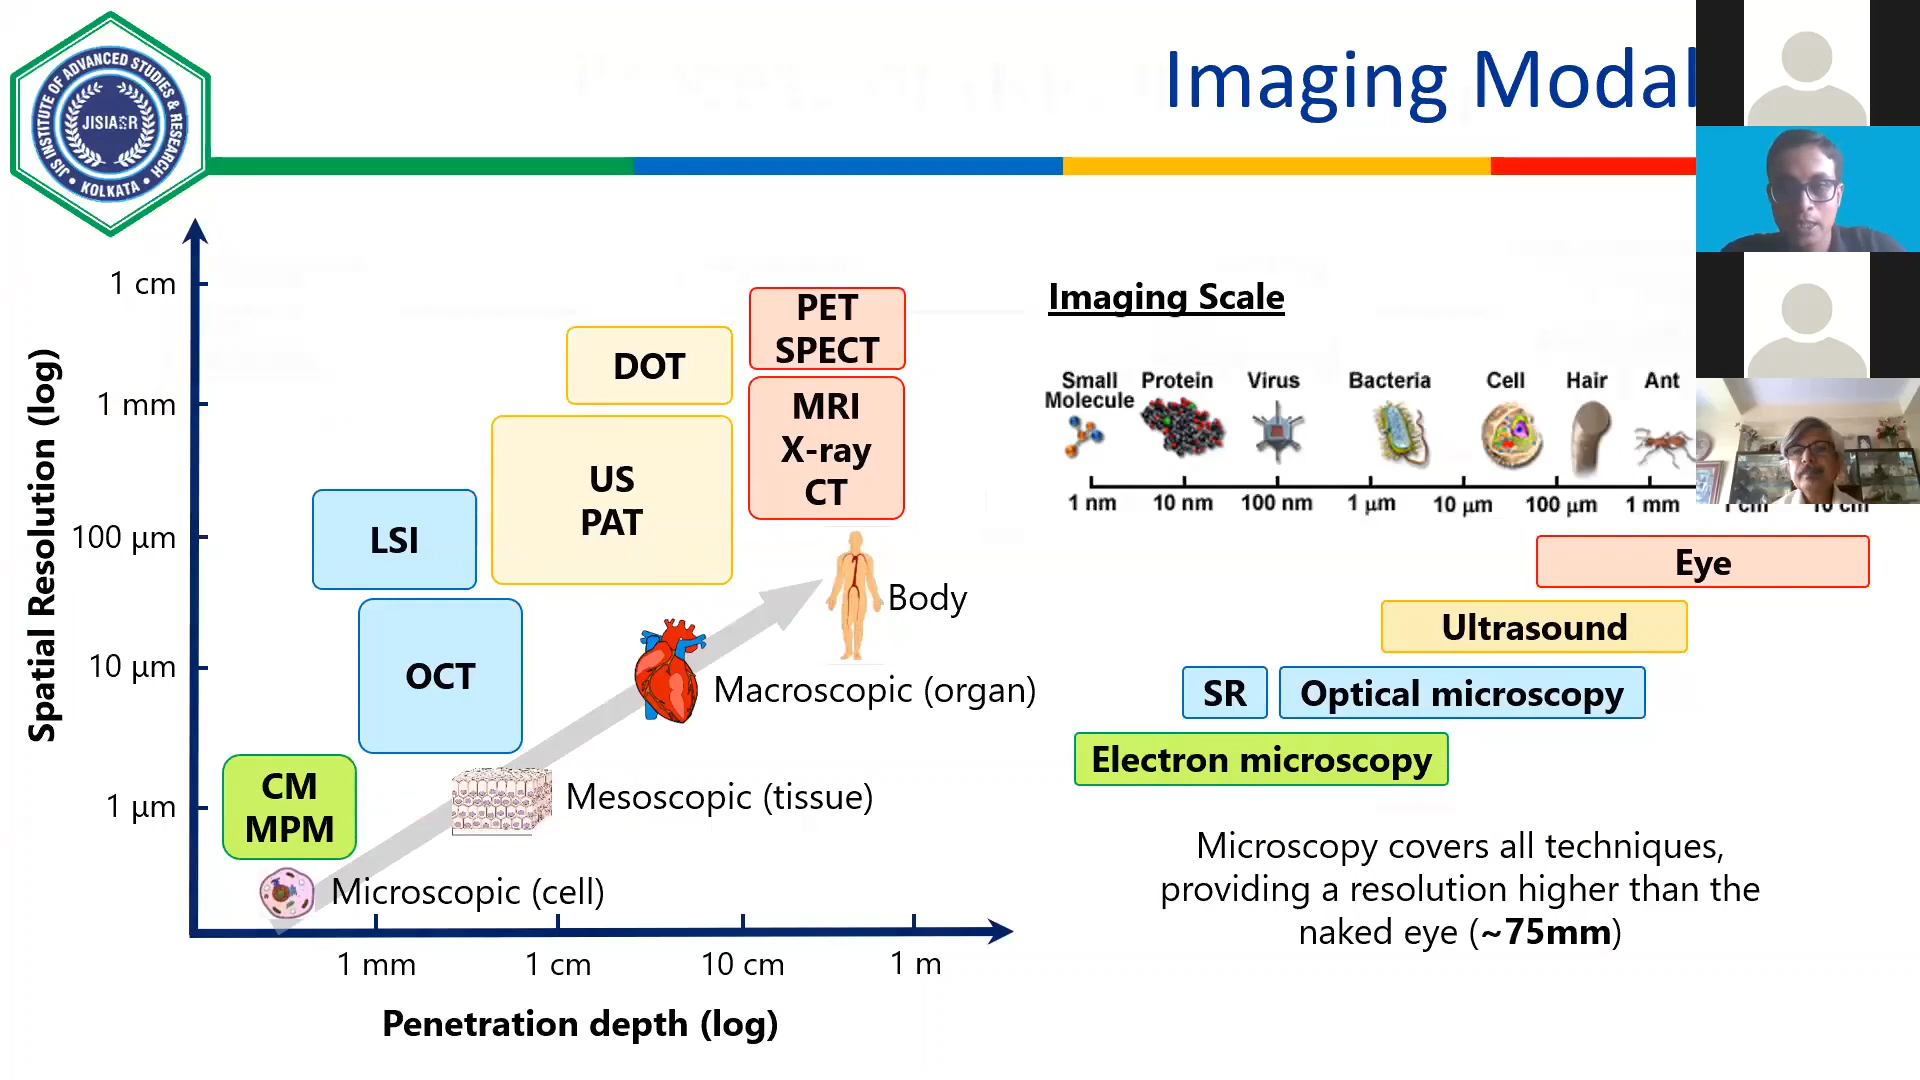 JIS INSTITUTE OF ADVANCED STUDIES & RESEARCH
JISIASR
• KOLKATA •
Imaging Modal
Spatial Resolution (log)
1 cm
1 mm
100 µm
10 µm
1 µm
PET
SPECT
DOT
MRI
X-ray
CT
US
PAT
LSI
OCT
CM
MPM
Body
Macroscopic (organ)
Mesoscopic (tissue)
Microscopic (cell)
1 mm
1 cm
10 cm
1 m
Penetration depth (log)
Imaging Scale
Small
Molecule
Protein
Virus
Bacteria
Cell
Hair
Ant
1 nm
10 nm
100 nm
1 µm
10 µm
100 µm
1 mm
1 cm
10 cm
Eye
Ultrasound
SR
Optical microscopy
Electron microscopy
Microscopy covers all techniques,
providing a resolution higher than the
naked eye (~75mm)